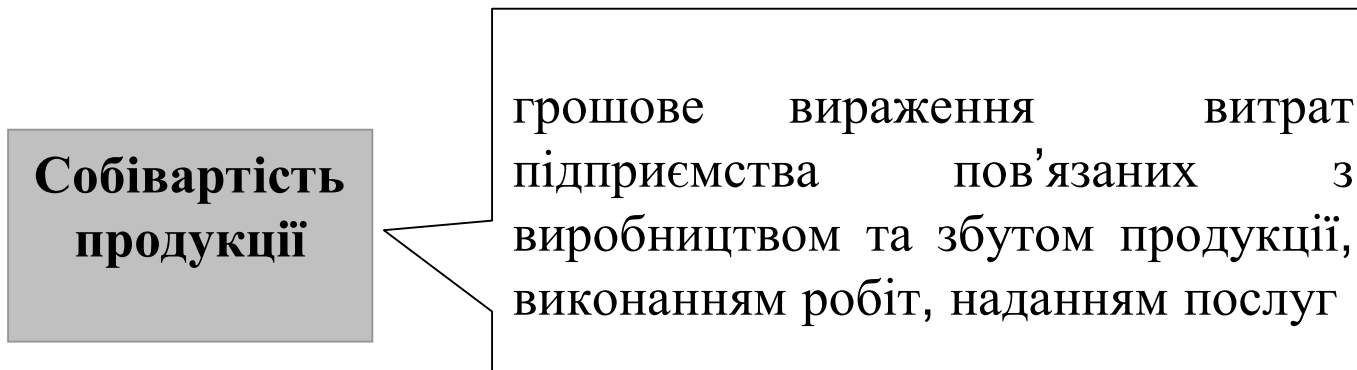 Собівартість
продукції
грошове вираження витрат
підприємства пов’язаних з
виробництвом та збутом продукції,
виконанням робіт, наданням послуг